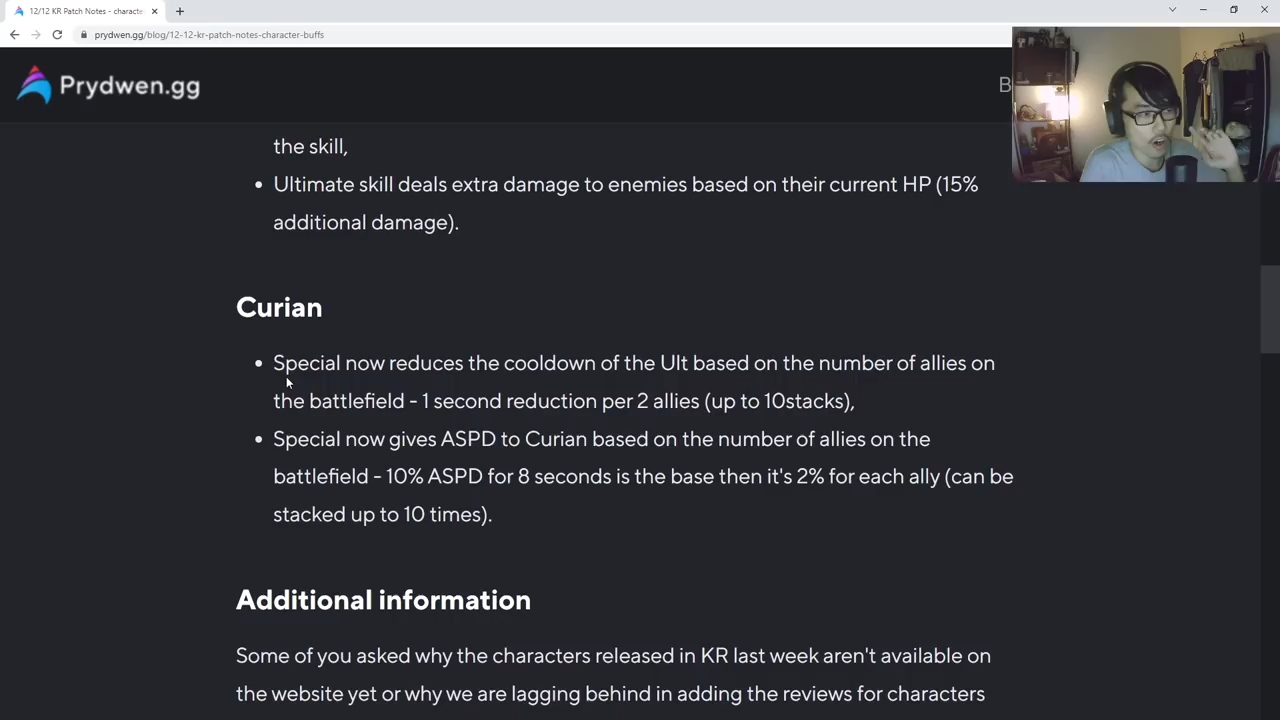 12/12 KR Patch Notes - characte
prydwen.gg/blog/12-12-kr-patch-notes-character-buffs
Prydwen.gg
B
the skill,
Ultimate skill deals extra damage to enemies based on their current HP (15%
additional damage).
Curian
Special now reduces the cooldown of the Ult based on the number of allies on
the battlefield - 1 second reduction per 2 allies (up to 10stacks),
Special now gives ASPD to Curian based on the number of allies on the
battlefield - 10% ASPD for 8 seconds is the base then it's 2% for each ally (can be
stacked up to 10 times).
Additional information
Some of you asked why the characters released in KR last week aren't available on
the website yet or why we are lagging behind in adding the reviews for characters